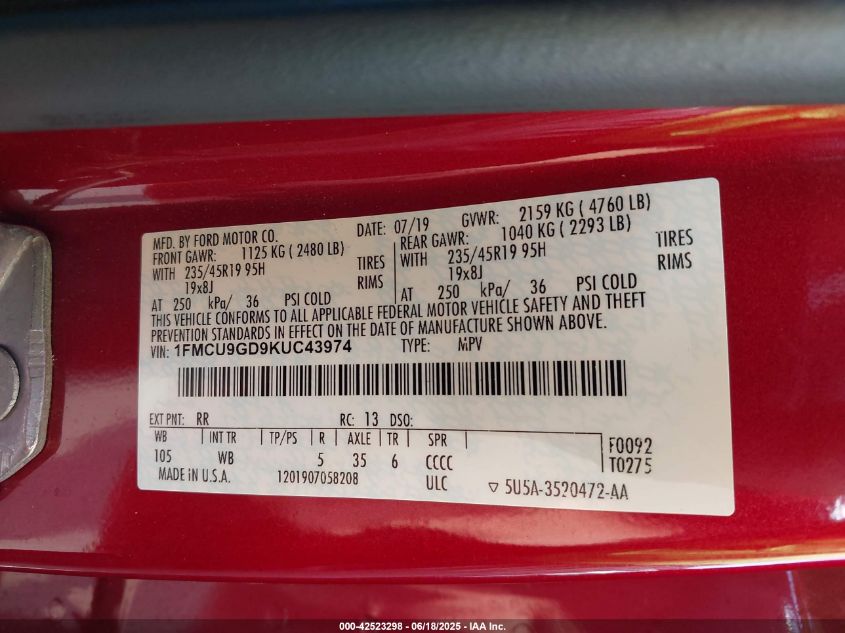 MFD. BY FORD MOTOR CO. DATE: 07/19 GVWR: 2159 KG ( 4760 LB)
FRONT GAWR: 1125 KG ( 2480 LB) REAR GAWR: 1040 KG ( 2293 LB)
WITH 235/45R19 95H TIRES WITH 235/45R19 95H TIRES
19x8J RIMS 19x8J RIMS
AT 250 kPa/ 36 PSI COLD AT 250 kPa/ 36 PSI COLD
THIS VEHICLE CONFORMS TO ALL APPLICABLE FEDERAL MOTOR VEHICLE SAFETY AND THEFT
PREVENTION STANDARDS IN EFFECT ON THE DATE OF MANUFACTURE SHOWN ABOVE.
VIN: 1FMCU9GD9KUC43974 TYPE: MPV
EXT PNT: RR RC: 13 DSO:
WB INT TR TP/PS R AXLE TR SPR F0092
105 WB 5 35 6 CCCC T0275
MADE IN U.S.A. 1201907058208 ULC ▽ 5U5A-3520472-AA
000-42523298 - 06/18/2025 - IAA Inc.